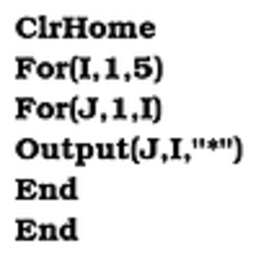 ClrHome
For(I,1,5)
For(J,1,I)
Output(J,I,"*")
End
End